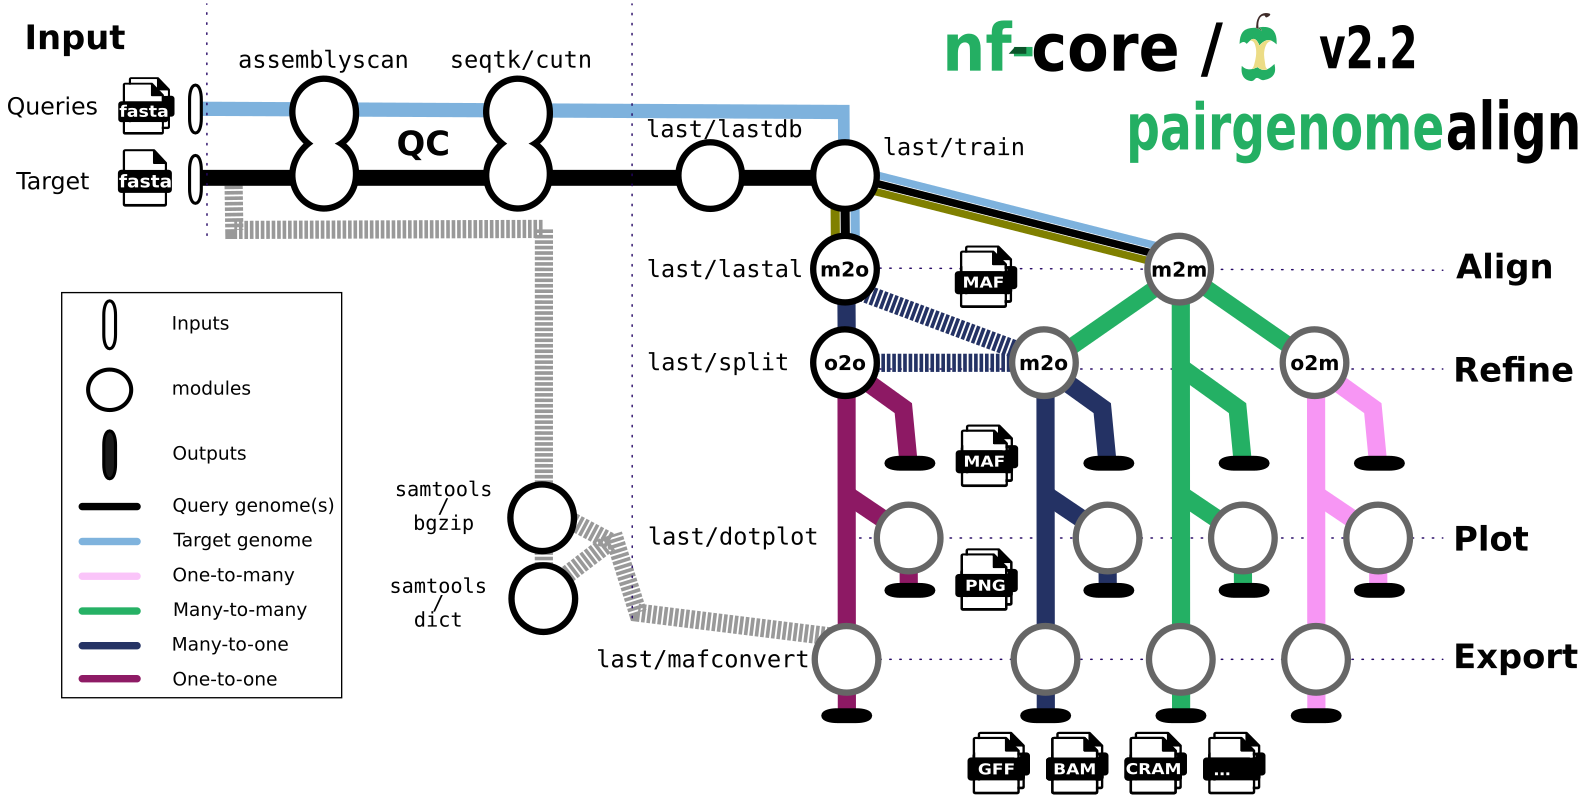 Input
nf-core / v2.2
pairgenomealign
assemblyscan
seqtk/cutn
Queries
fasta
QC
last/lastdb
last/train
Target
fasta
last/lastal
m2o
MAF
m2m
Align
last/split
o2o
m2o
o2m
Refine
MAF
samtools
/
bgzip
last/dotplot
Plot
PNG
samtools
/
dict
last/mafconvert
Export
GFF
BAM
CRAM
...
Inputs
modules
Outputs
Query genome(s)
Target genome
One-to-many
Many-to-many
Many-to-one
One-to-one